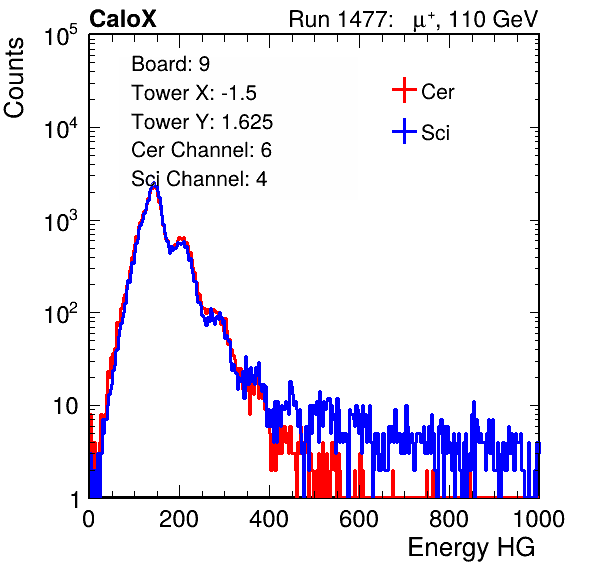 CaloX Run 1477: μ⁺, 110 GeV
Counts
10⁵
10⁴
10³
10²
10
1
Board: 9
Tower X: -1.5
Tower Y: 1.625
Cer Channel: 6
Sci Channel: 4
Cer
Sci
0 200 400 600 800 1000
Energy HG